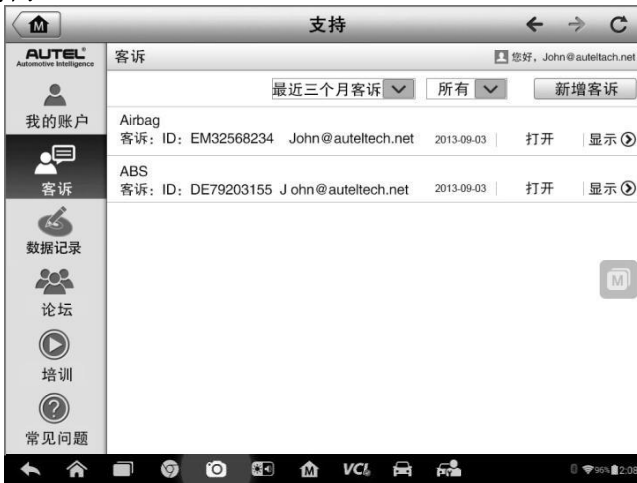 M
支持
AUTEL®
Automotive Intelligence
客诉
您好，John@auteltach.net
最近三个月客诉
所有
新增客诉
我的账户
Airbag
客诉：ID：EM32568234 John@auteltech.net 2013-09-03 打开 显示
客诉
ABS
客诉：ID：DE79203155 J ohn@auteltech.net 2013-09-03 打开 显示
数据记录
论坛
M
培训
?
常见问题
M
VCI
96%
2:08